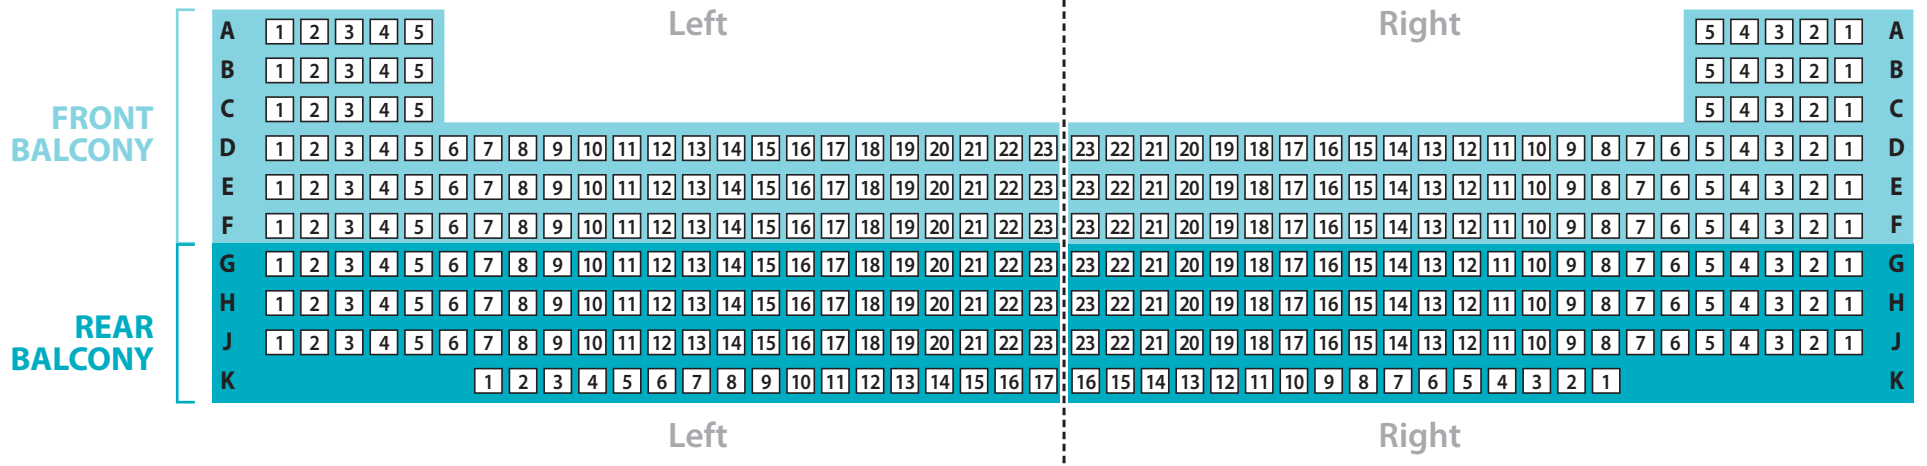 Left Right
A 1 2 3 4 5 5 4 3 2 1 A
B 1 2 3 4 5 5 4 3 2 1 B
C 1 2 3 4 5 5 4 3 2 1 C
FRONT
BALCONY
D 1 2 3 4 5 6 7 8 9 10 11 12 13 14 15 16 17 18 19 20 21 22 23 23 22 21 20 19 18 17 16 15 14 13 12 11 10 9 8 7 6 5 4 3 2 1 D
E 1 2 3 4 5 6 7 8 9 10 11 12 13 14 15 16 17 18 19 20 21 22 23 23 22 21 20 19 18 17 16 15 14 13 12 11 10 9 8 7 6 5 4 3 2 1 E
F 1 2 3 4 5 6 7 8 9 10 11 12 13 14 15 16 17 18 19 20 21 22 23 23 22 21 20 19 18 17 16 15 14 13 12 11 10 9 8 7 6 5 4 3 2 1 F
G 1 2 3 4 5 6 7 8 9 10 11 12 13 14 15 16 17 18 19 20 21 22 23 23 22 21 20 19 18 17 16 15 14 13 12 11 10 9 8 7 6 5 4 3 2 1 G
H 1 2 3 4 5 6 7 8 9 10 11 12 13 14 15 16 17 18 19 20 21 22 23 23 22 21 20 19 18 17 16 15 14 13 12 11 10 9 8 7 6 5 4 3 2 1 H
REAR
BALCONY
J 1 2 3 4 5 6 7 8 9 10 11 12 13 14 15 16 17 18 19 20 21 22 23 23 22 21 20 19 18 17 16 15 14 13 12 11 10 9 8 7 6 5 4 3 2 1 J
K 1 2 3 4 5 6 7 8 9 10 11 12 13 14 15 16 17 16 15 14 13 12 11 10 9 8 7 6 5 4 3 2 1 K
Left Right